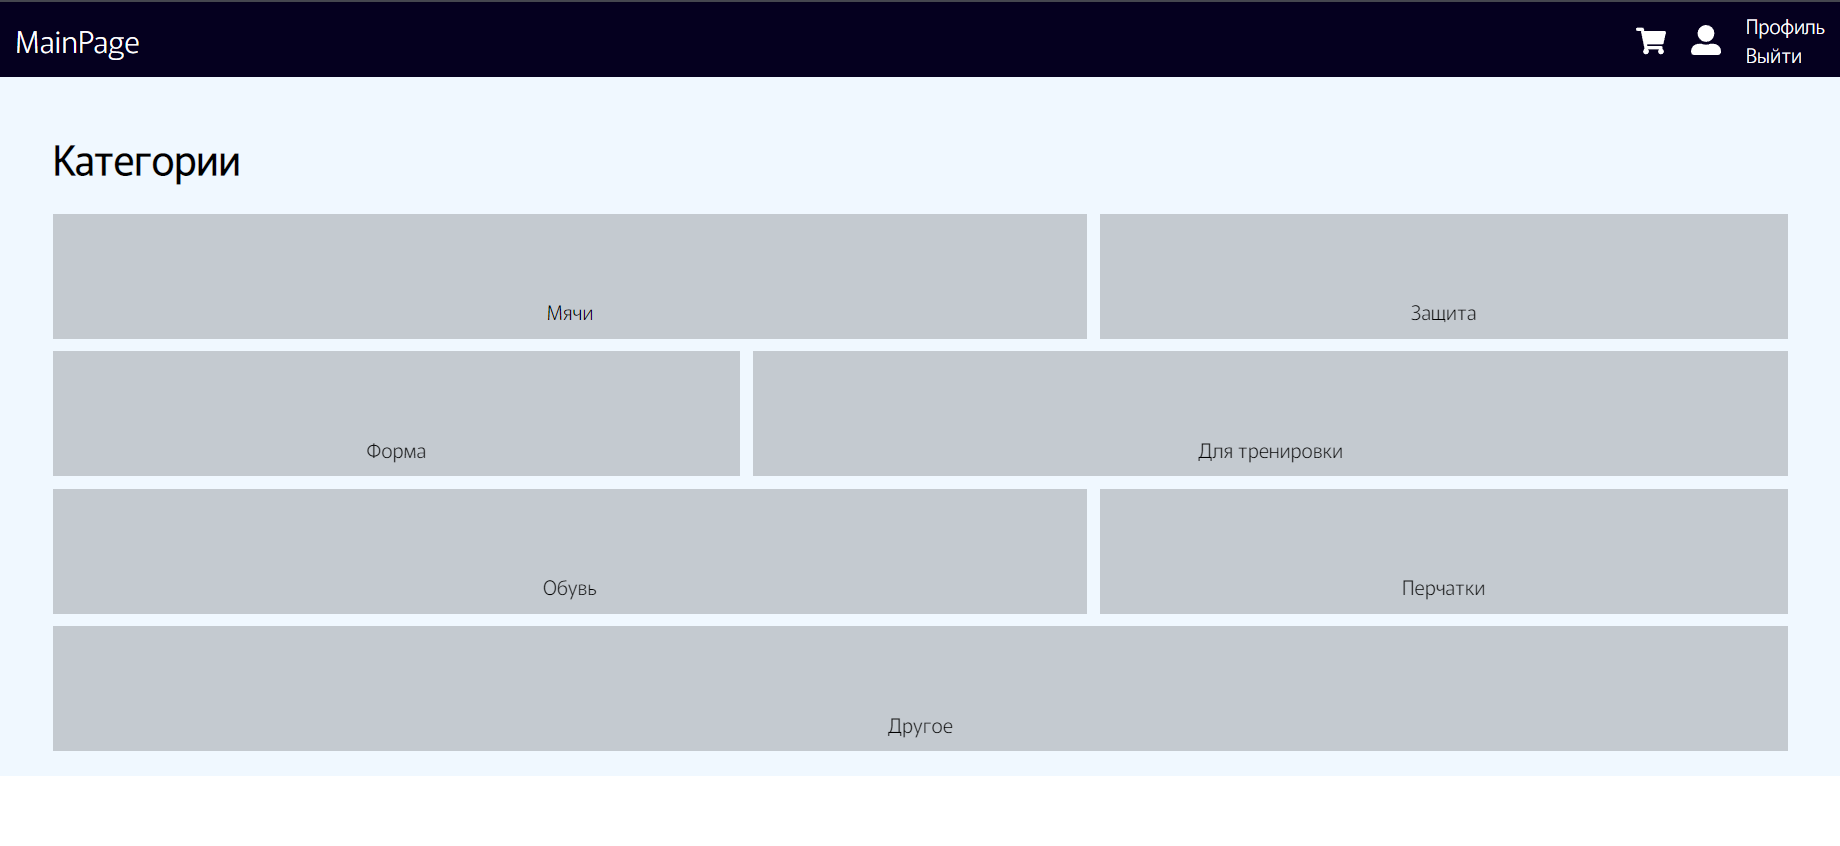 MainPage
Профиль
Выйти
Категории
Мячи
Защита
Форма
Для тренировки
Обувь
Перчатки
Другое